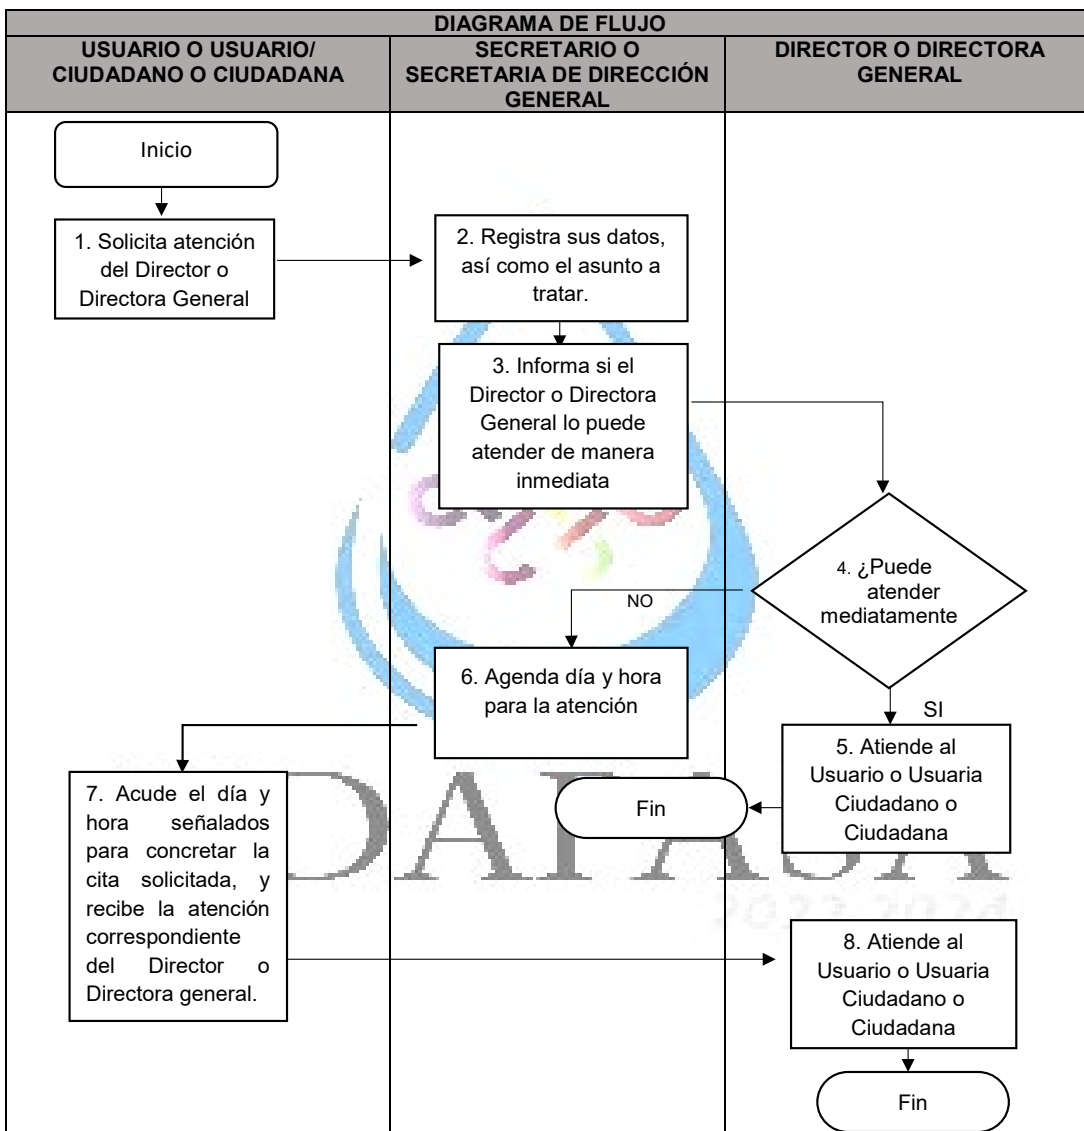 DIAGRAMA DE FLUJO
USUARIO O USUARIO/
CIUDADANO O CIUDADANA
SECRETARIO O
SECRETARIA DE DIRECCIÓN
GENERAL
DIRECTOR O DIRECTORA
GENERAL
Inicio
1. Solicita atención
del Director o
Directora General
2. Registra sus datos,
así como el asunto a
tratar.
3. Informa si el
Director o Directora
General lo puede
atender de manera
inmediata
4. ¿Puede
atender
mediatamente
NO
SI
6. Agenda día y hora
para la atención
5. Atiende al
Usuario o Usuaria
Ciudadano o
Ciudadana
Fin
7. Acude el día y
hora señalados
para concretar la
cita solicitada, y
recibe la atención
correspondiente
del Director o
Directora general.
8. Atiende al
Usuario o Usuaria
Ciudadano o
Ciudadana
Fin